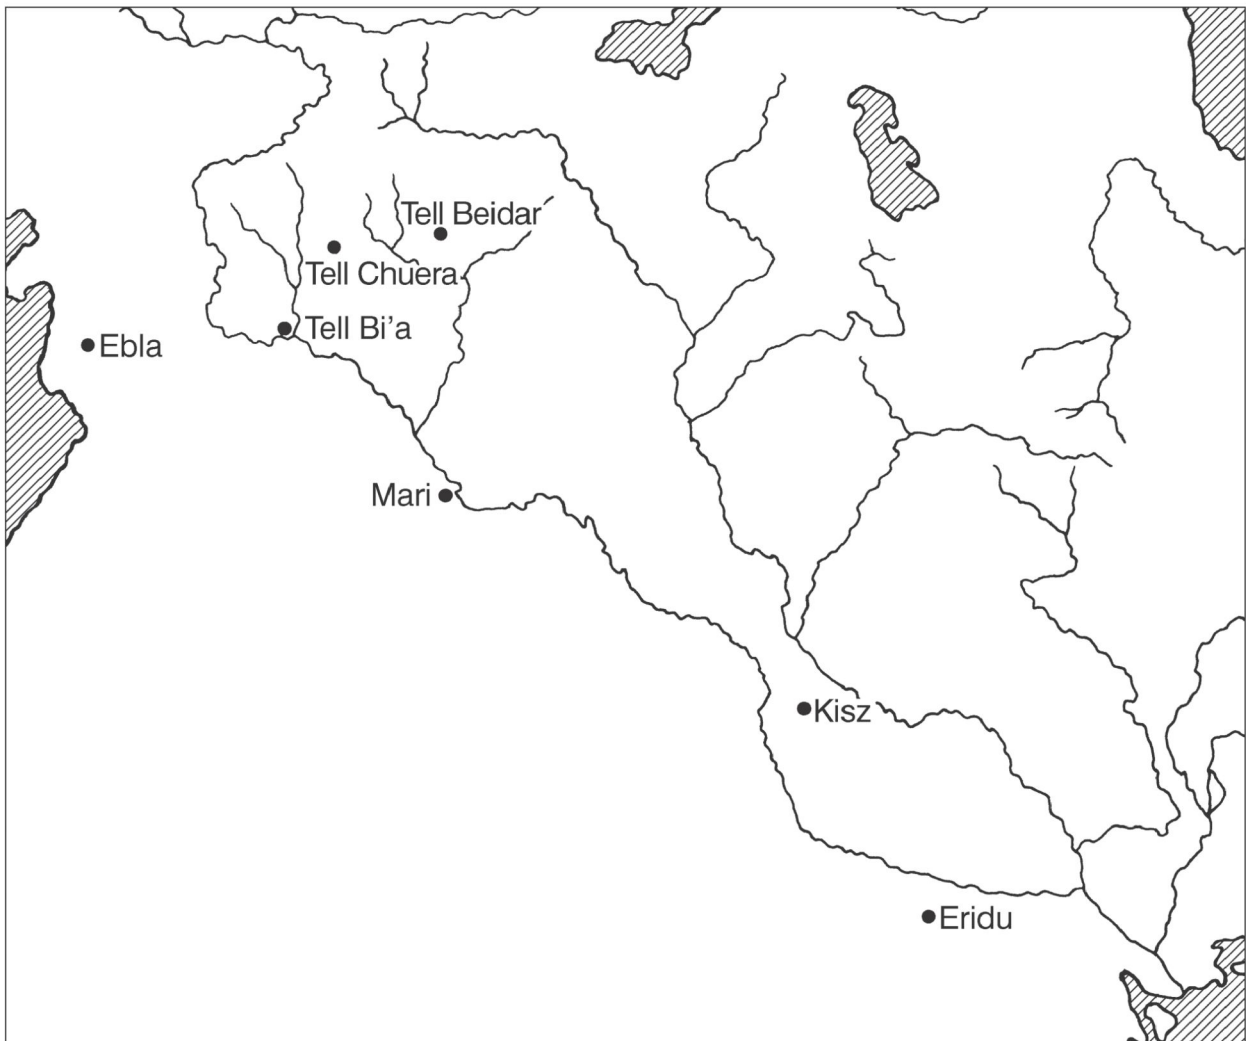 Tell Beidar
Tell Chuera
Tell Bi’a
Ebla
Mari
Kisz
Eridu